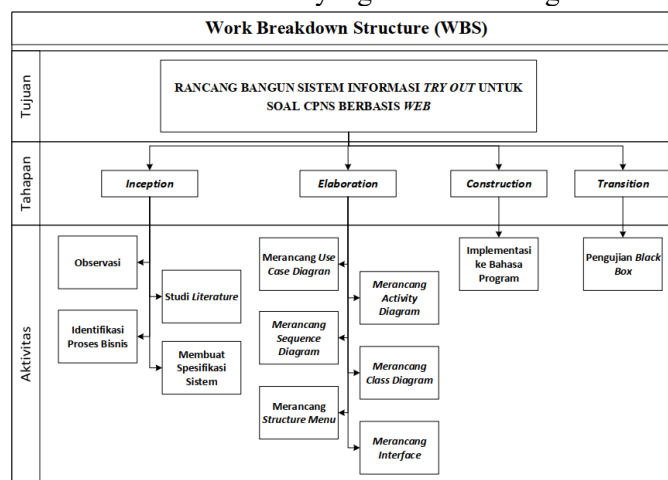 Work Breakdown Structure (WBS)
Tujuan
RANCANG BANGUN SISTEM INFORMASI TRY OUT UNTUK
SOAL CPNS BERBASIS WEB
Tahapan
Inception
Elaboration
Construction
Transition
Aktivitas
Observasi
Studi Literature
Identifikasi
Proses Bisnis
Membuat
Spesifikasi
Sistem
Merancang Use
Case Diagran
Merancang
Activity
Diagram
Merancang
Sequence
Diagram
Merancang
Class Diagram
Merancang
Structure Menu
Merancang
Interface
Implementasi
ke Bahasa
Program
Pengujian Black
Box